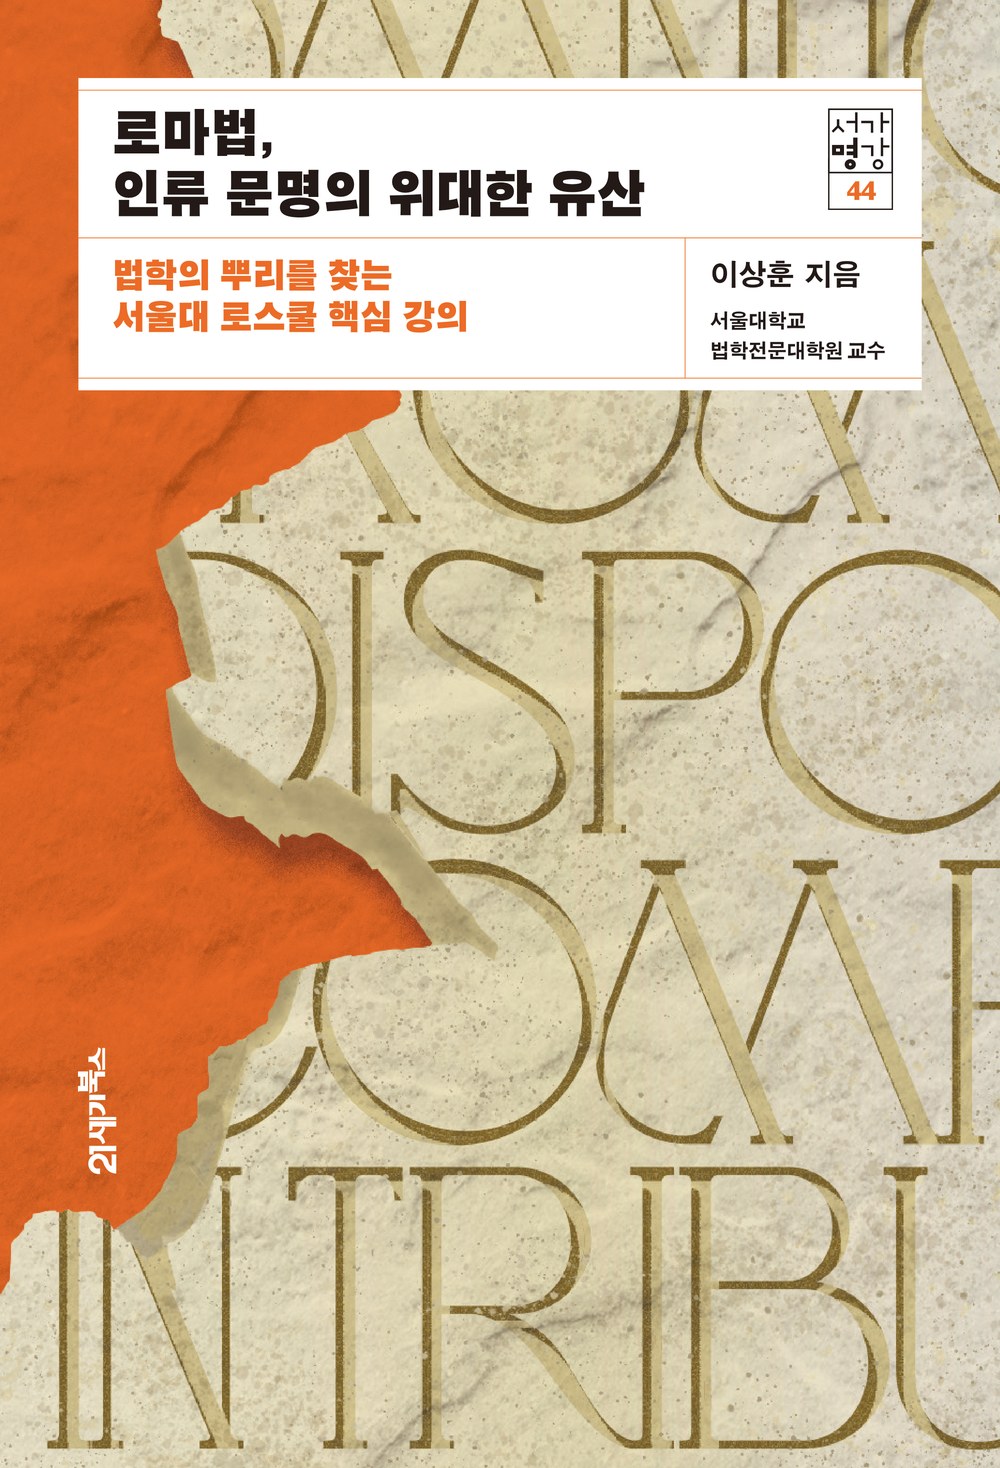 로마법,
인류 문명의 위대한 유산
서가
명강
44
법학의 뿌리를 찾는
서울대 로스쿨 핵심 강의
이상훈 지음
서울대학교
법학전문대학원 교수
DISPO
INTRIBU
21세기북스